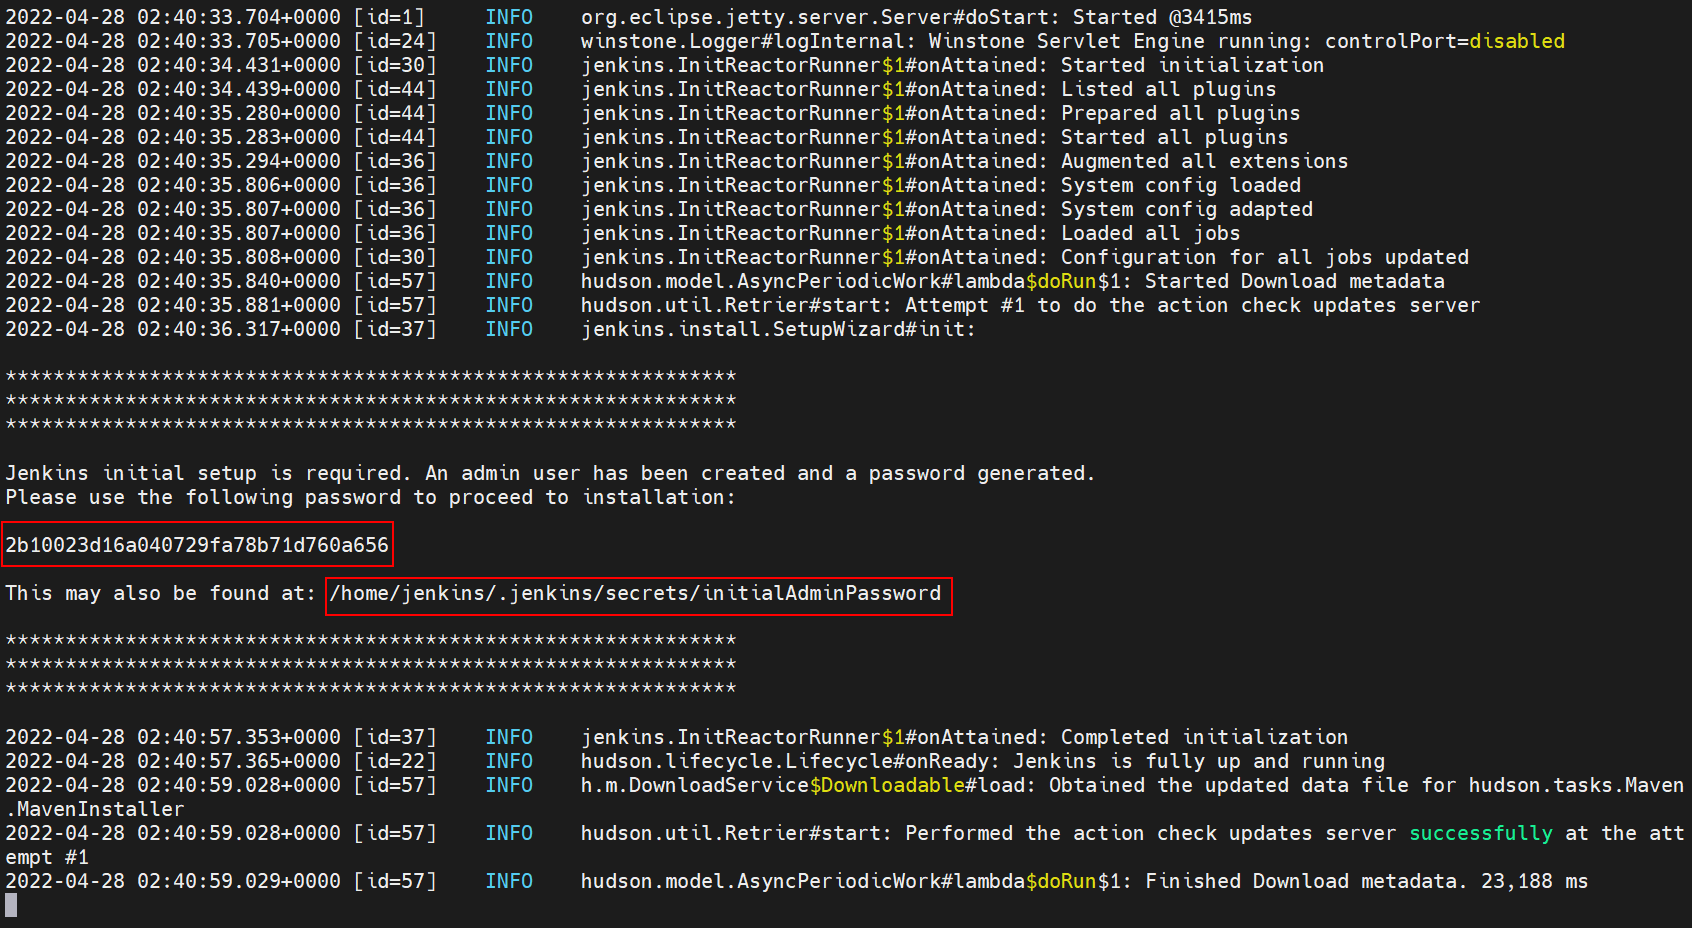 2022-04-28 02:40:33.704+0000 [id=1]     INFO    org.eclipse.jetty.server.Server#doStart: Started @3415ms
2022-04-28 02:40:33.705+0000 [id=24]    INFO    winstone.Logger#logInternal: Winstone Servlet Engine running: controlPort=disabled
2022-04-28 02:40:34.431+0000 [id=30]    INFO    jenkins.InitReactorRunner$1#onAttained: Started initialization
2022-04-28 02:40:34.439+0000 [id=44]    INFO    jenkins.InitReactorRunner$1#onAttained: Listed all plugins
2022-04-28 02:40:35.280+0000 [id=44]    INFO    jenkins.InitReactorRunner$1#onAttained: Prepared all plugins
2022-04-28 02:40:35.283+0000 [id=44]    INFO    jenkins.InitReactorRunner$1#onAttained: Started all plugins
2022-04-28 02:40:35.294+0000 [id=36]    INFO    jenkins.InitReactorRunner$1#onAttained: Augmented all extensions
2022-04-28 02:40:35.806+0000 [id=36]    INFO    jenkins.InitReactorRunner$1#onAttained: System config loaded
2022-04-28 02:40:35.807+0000 [id=36]    INFO    jenkins.InitReactorRunner$1#onAttained: System config adapted
2022-04-28 02:40:35.807+0000 [id=36]    INFO    jenkins.InitReactorRunner$1#onAttained: Loaded all jobs
2022-04-28 02:40:35.808+0000 [id=30]    INFO    jenkins.InitReactorRunner$1#onAttained: Configuration for all jobs updated
2022-04-28 02:40:35.840+0000 [id=57]    INFO    hudson.model.AsyncPeriodicWork#lambda$doRun$1: Started Download metadata
2022-04-28 02:40:35.881+0000 [id=57]    INFO    hudson.util.Retrier#start: Attempt #1 to do the action check updates server
2022-04-28 02:40:36.317+0000 [id=37]    INFO    jenkins.install.SetupWizard#init:
*************************************************************
*************************************************************
*************************************************************
Jenkins initial setup is required. An admin user has been created and a password generated.
Please use the following password to proceed to installation:
2b10023d16a040729fa78b71d760a656
This may also be found at: /home/jenkins/.jenkins/secrets/initialAdminPassword
*************************************************************
*************************************************************
*************************************************************
2022-04-28 02:40:57.353+0000 [id=37]    INFO    jenkins.InitReactorRunner$1#onAttained: Completed initialization
2022-04-28 02:40:57.365+0000 [id=22]    INFO    hudson.lifecycle.Lifecycle#onReady: Jenkins is fully up and running
2022-04-28 02:40:59.028+0000 [id=57]    INFO    h.m.DownloadService$Downloadable#load: Obtained the updated data file for hudson.tasks.Maven
.MavenInstaller
2022-04-28 02:40:59.028+0000 [id=57]    INFO    hudson.util.Retrier#start: Performed the action check updates server successfully at the att
empt #1
2022-04-28 02:40:59.029+0000 [id=57]    INFO    hudson.model.AsyncPeriodicWork#lambda$doRun$1: Finished Download metadata. 23,188 ms